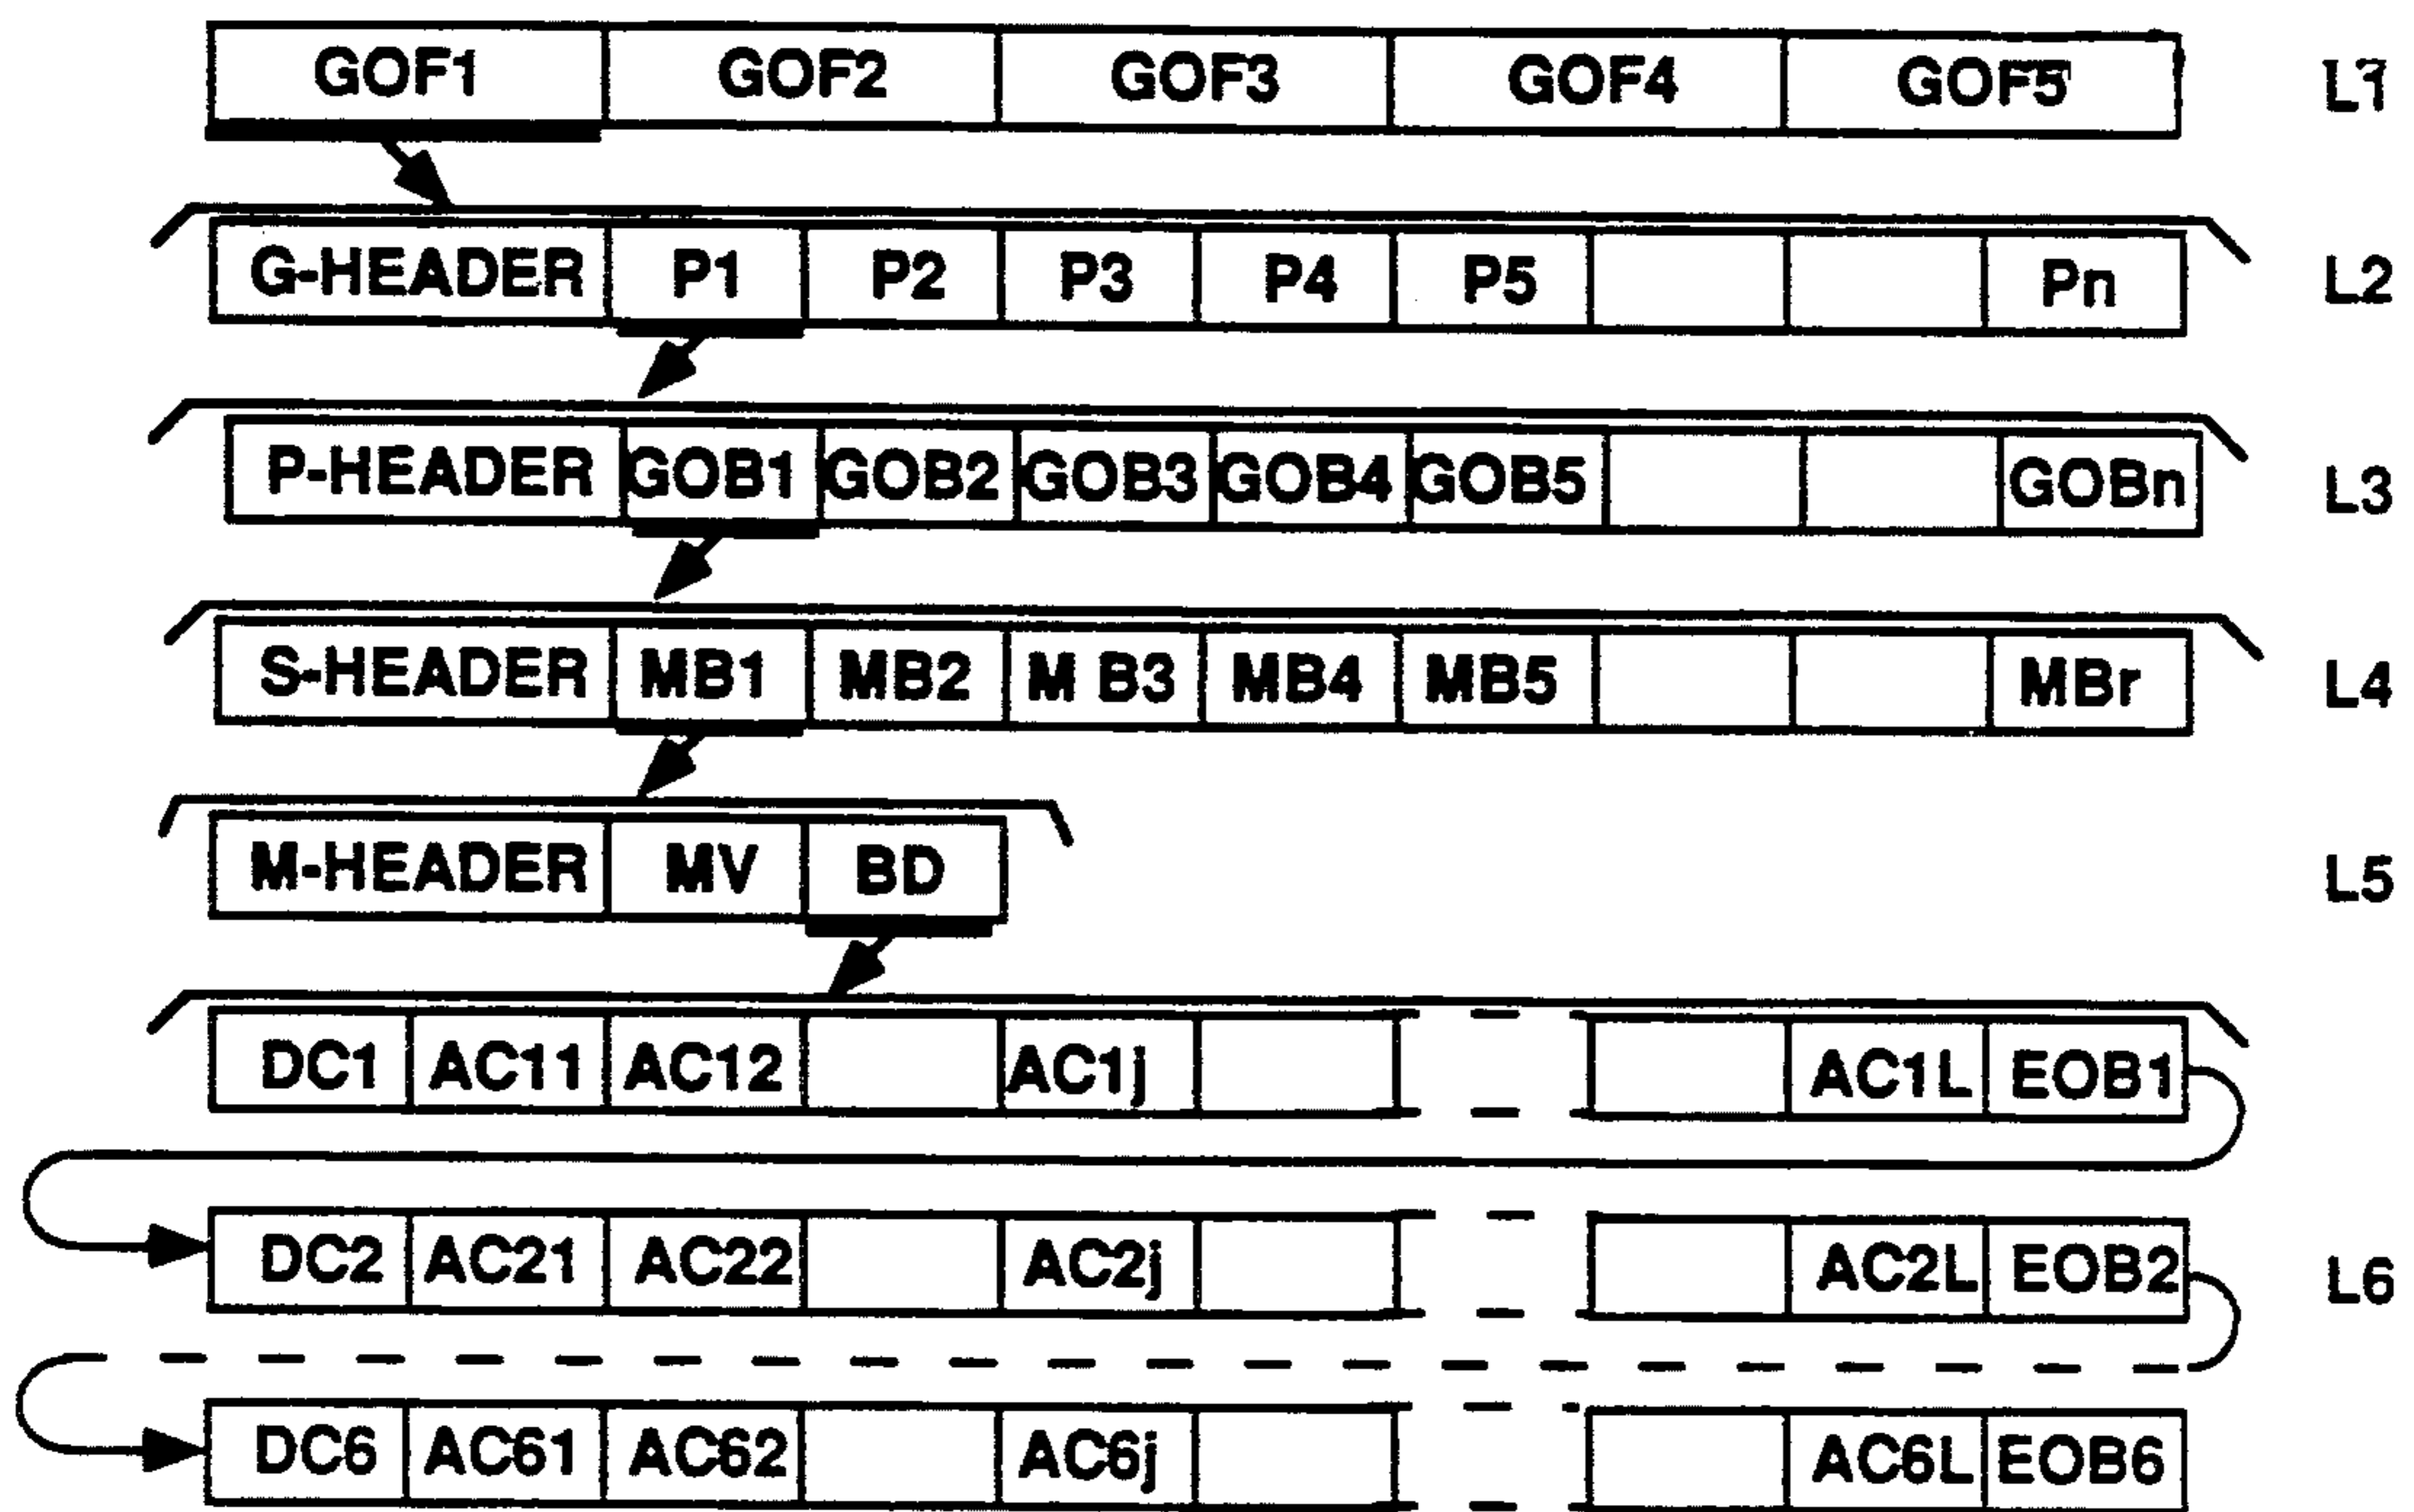 GOF1 GOF2 GOF3 GOF4 GOF5 L1
G-HEADER P1 P2 P3 P4 P5 Pn L2
P-HEADER GOB1 GOB2 GOB3 GOB4 GOB5 GOBn L3
S-HEADER MB1 MB2 M B3 MB4 MB5 MBr L4
M-HEADER MV BD L5
DC1 AC11 AC12 AC1j AC1L EOB1
DC2 AC21 AC22 AC2j AC2L EOB2 L6
DC6 AC61 AC62 AC6j AC6L EOB6